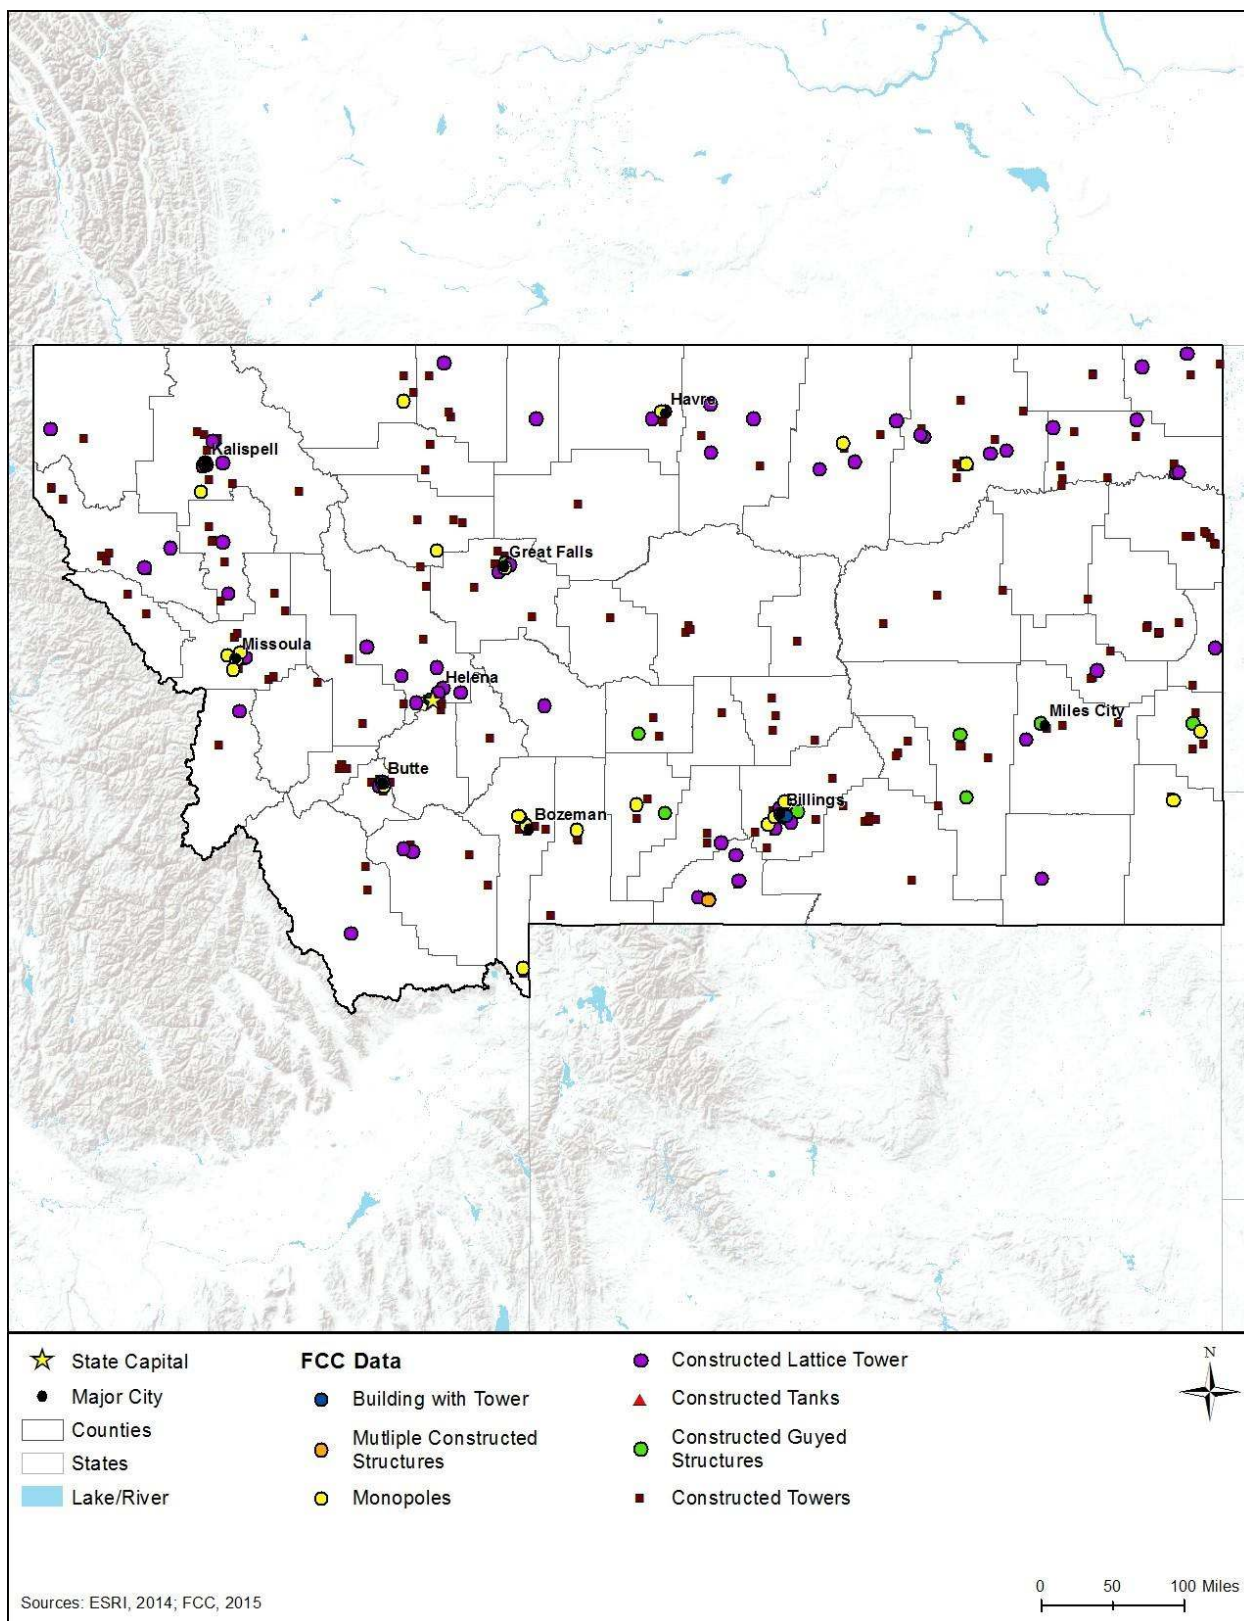 Havre
Kalispell
Great Falls
Missoula
Helena
Miles City
Butte
Billings
Bozeman
State Capital
Major City
Counties
States
Lake/River
FCC Data
Building with Tower
Mutliple Constructed
Structures
Monopoles
Constructed Lattice Tower
Constructed Tanks
Constructed Guyed
Structures
Constructed Towers
N
0 50 100 Miles
Sources: ESRI, 2014; FCC, 2015